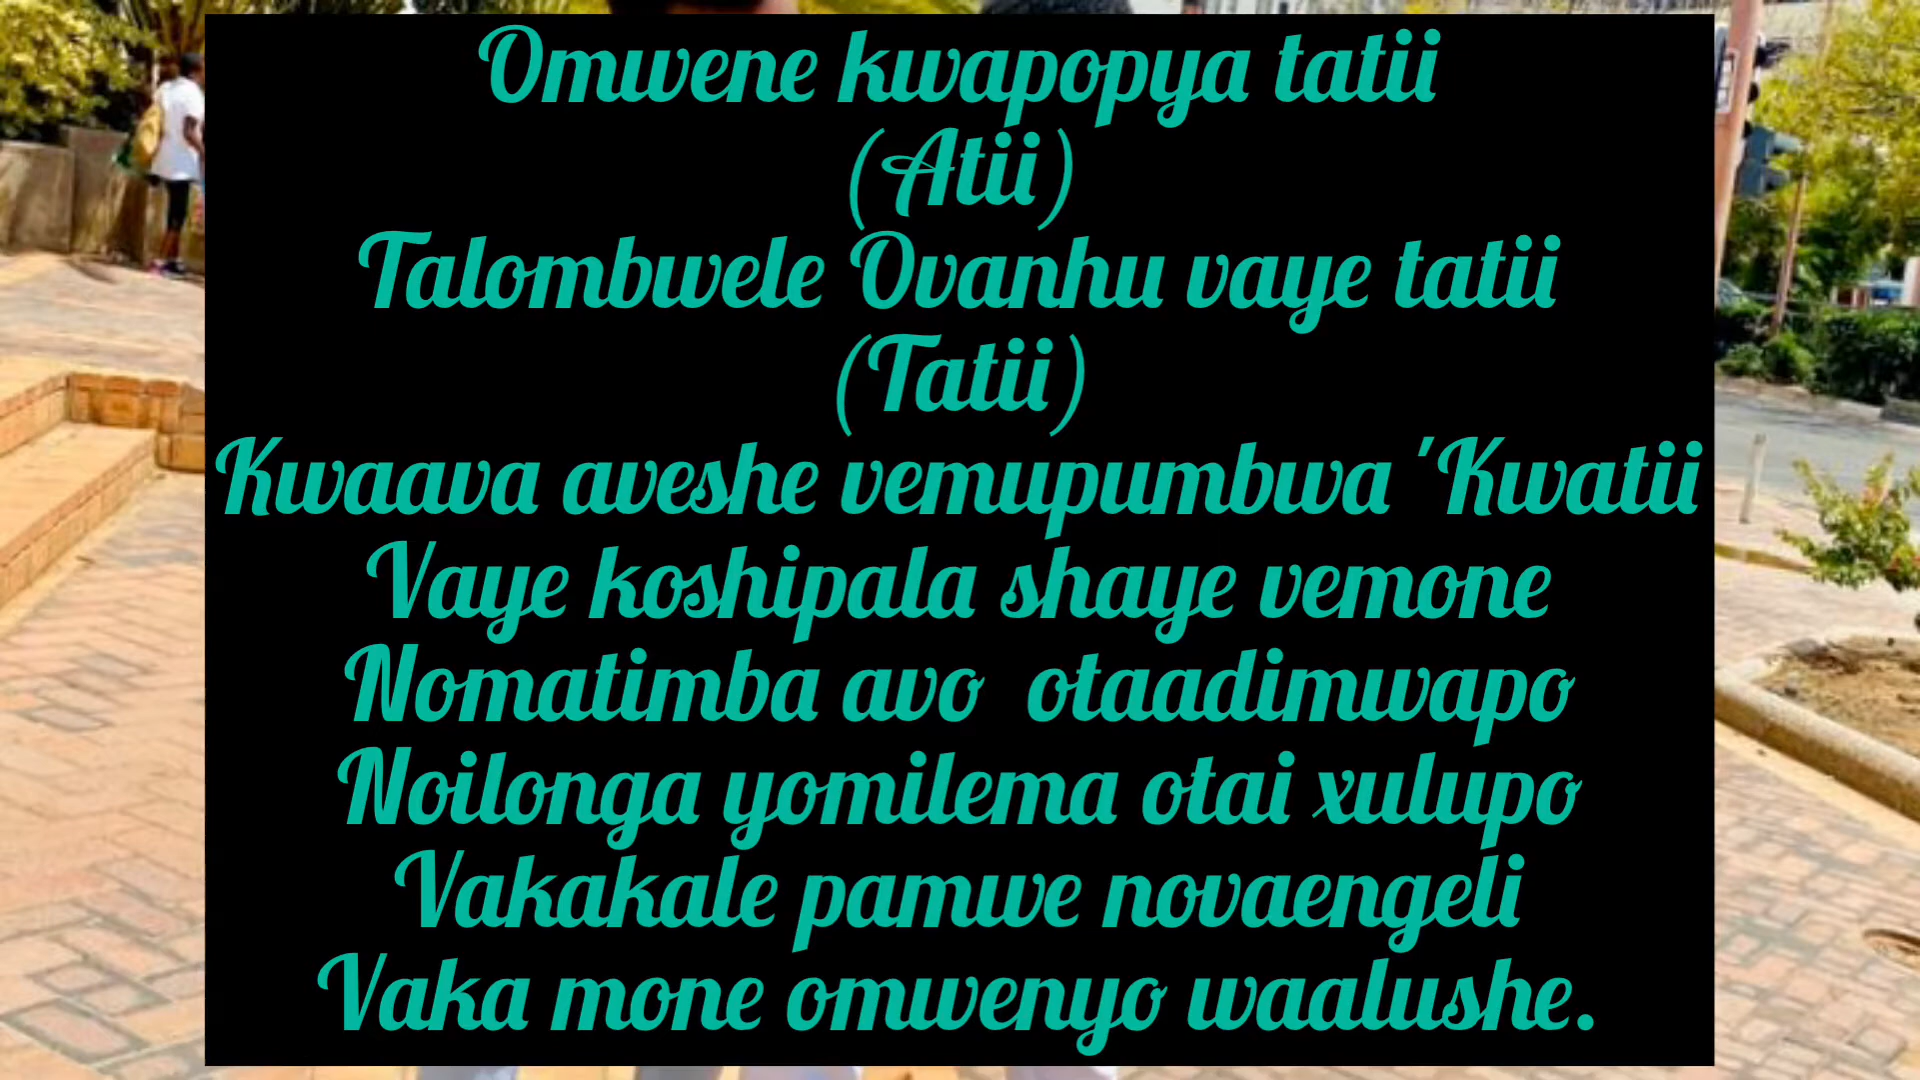 Omwene kwapopya tatii
(Atii)
Talombwele Ovanhu vaye tatii
(Tatii)
Kwaava aveshe vemupumbwa 'Kwatii
Vaye koshipala shaye vemone
Nomatimba avo otaadimwapo
Noilonga yomilema otai xulupo
Vakakale pamwe novaengeli
Vaka mone omwenyo waalushe.